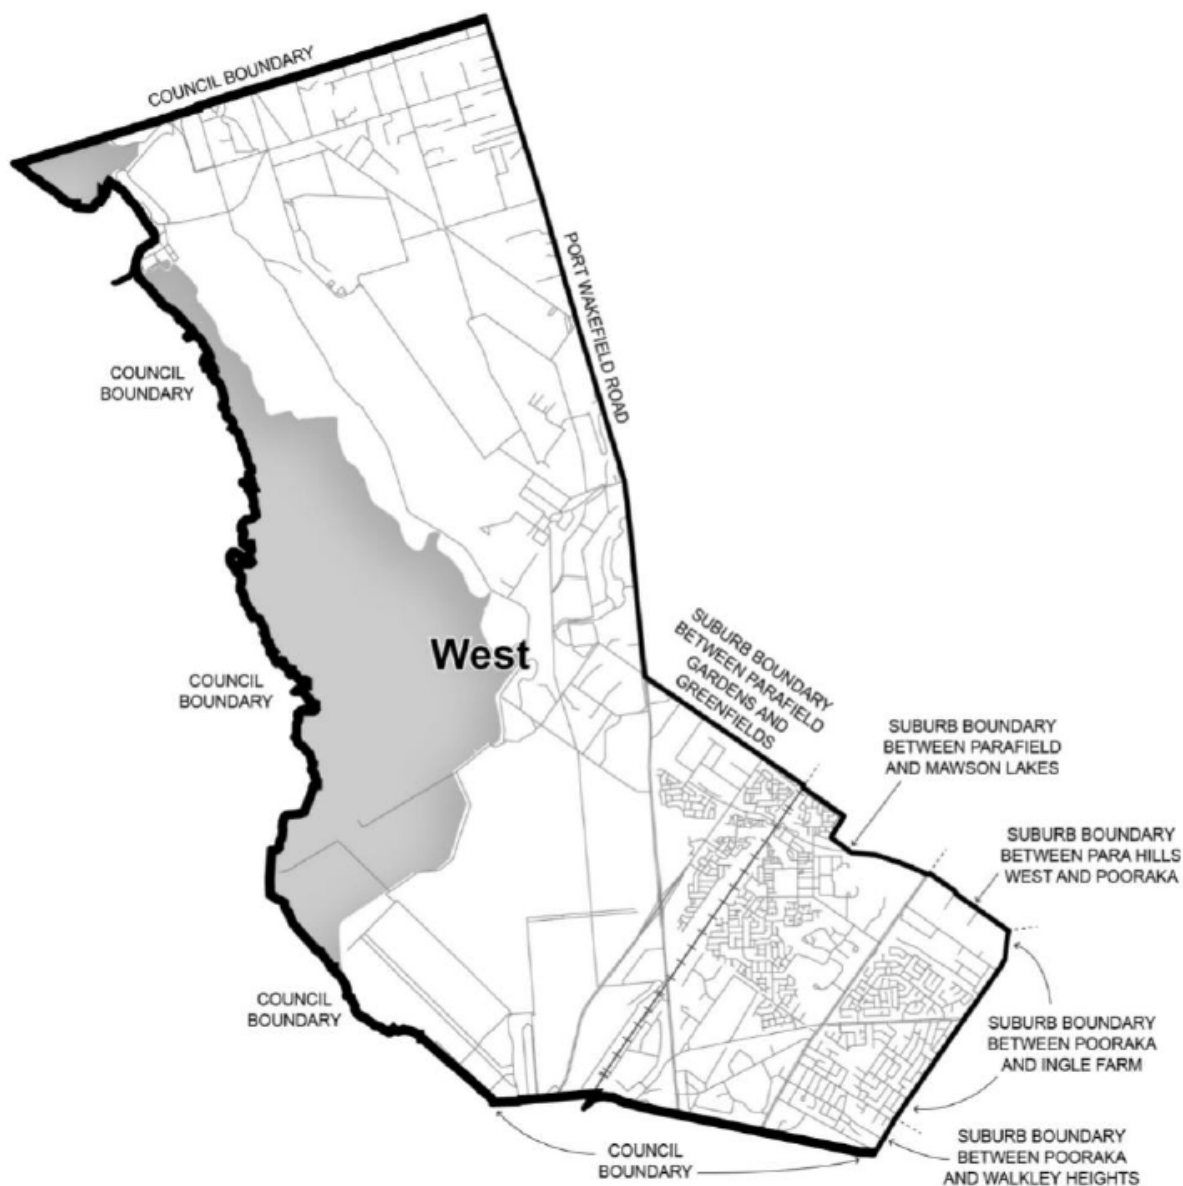 COUNCIL BOUNDARY
PORT WAKEFIELD ROAD
COUNCIL
BOUNDARY
West
SUBURB BOUNDARY
BETWEEN PARAFIELD
GARDENS AND
GREENFIELDS
COUNCIL
BOUNDARY
SUBURB BOUNDARY
BETWEEN PARAFIELD
AND MAWSON LAKES
SUBURB BOUNDARY
BETWEEN PARA HILLS
WEST AND POORAKA
COUNCIL
BOUNDARY
SUBURB BOUNDARY
BETWEEN POORAKA
AND INGLE FARM
COUNCIL
BOUNDARY
SUBURB BOUNDARY
BETWEEN POORAKA
AND WALKLEY HEIGHTS